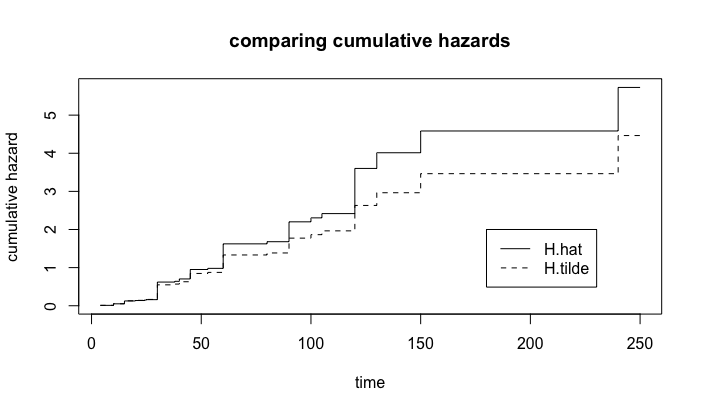 comparing cumulative hazards
cumulative hazard
5
4
3
2
1
0
H.hat
H.tilde
0 50 100 150 200 250
time